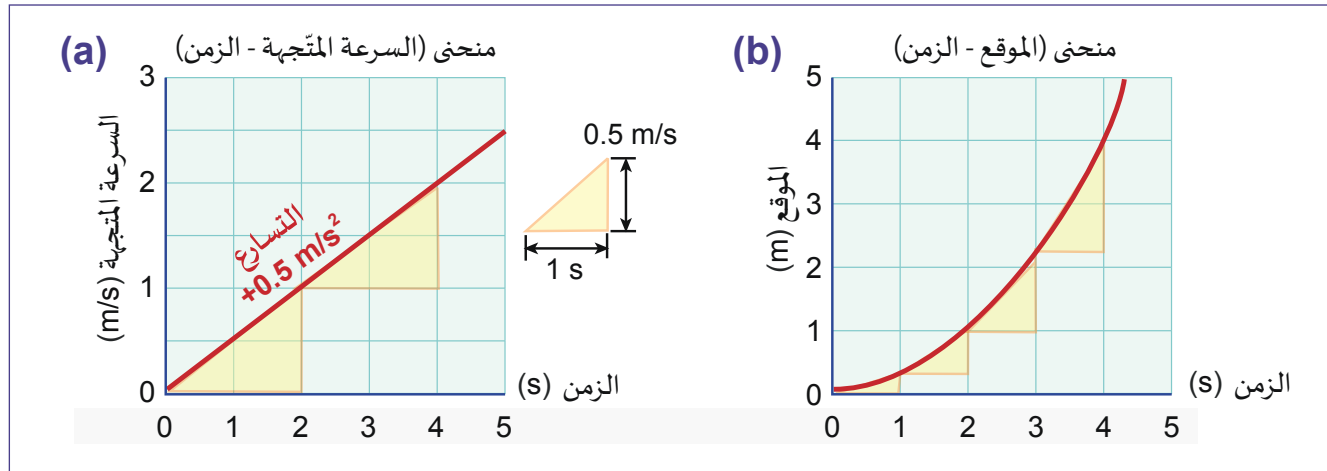 (a)
منحنى (السرعة المتّجهة - الزمن)
السرعة المتجهة (m/s)
3
2
1
0
التسارع
+0.5 m/s²
0.5 m/s
1 s
الزمن (s)
0 1 2 3 4 5
(b)
منحنى (الموقع - الزمن)
الموقع (m)
5
4
3
2
1
0
الزمن (s)
0 1 2 3 4 5